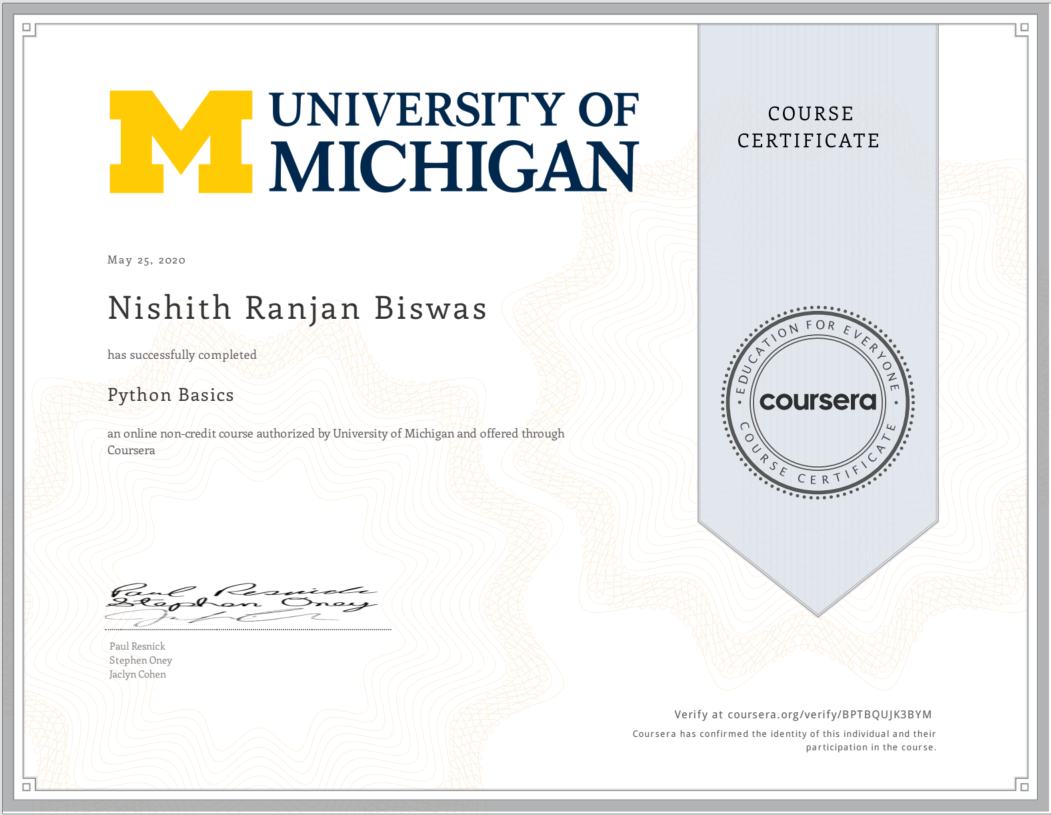 UNIVERSITY OF
MICHIGAN
COURSE
CERTIFICATE
May 25, 2020
Nishith Ranjan Biswas
has successfully completed
Python Basics
an online non-credit course authorized by University of Michigan and offered through
Coursera
EDUCATION FOR EVERYONE
coursera
COURSE CERTIFICATE
Paul Resnick
Stephen Oney
Paul Resnick
Stephen Oney
Jaclyn Cohen
Verify at coursera.org/verify/BPTBQUJK3BYM
Coursera has confirmed the identity of this individual and their
participation in the course.